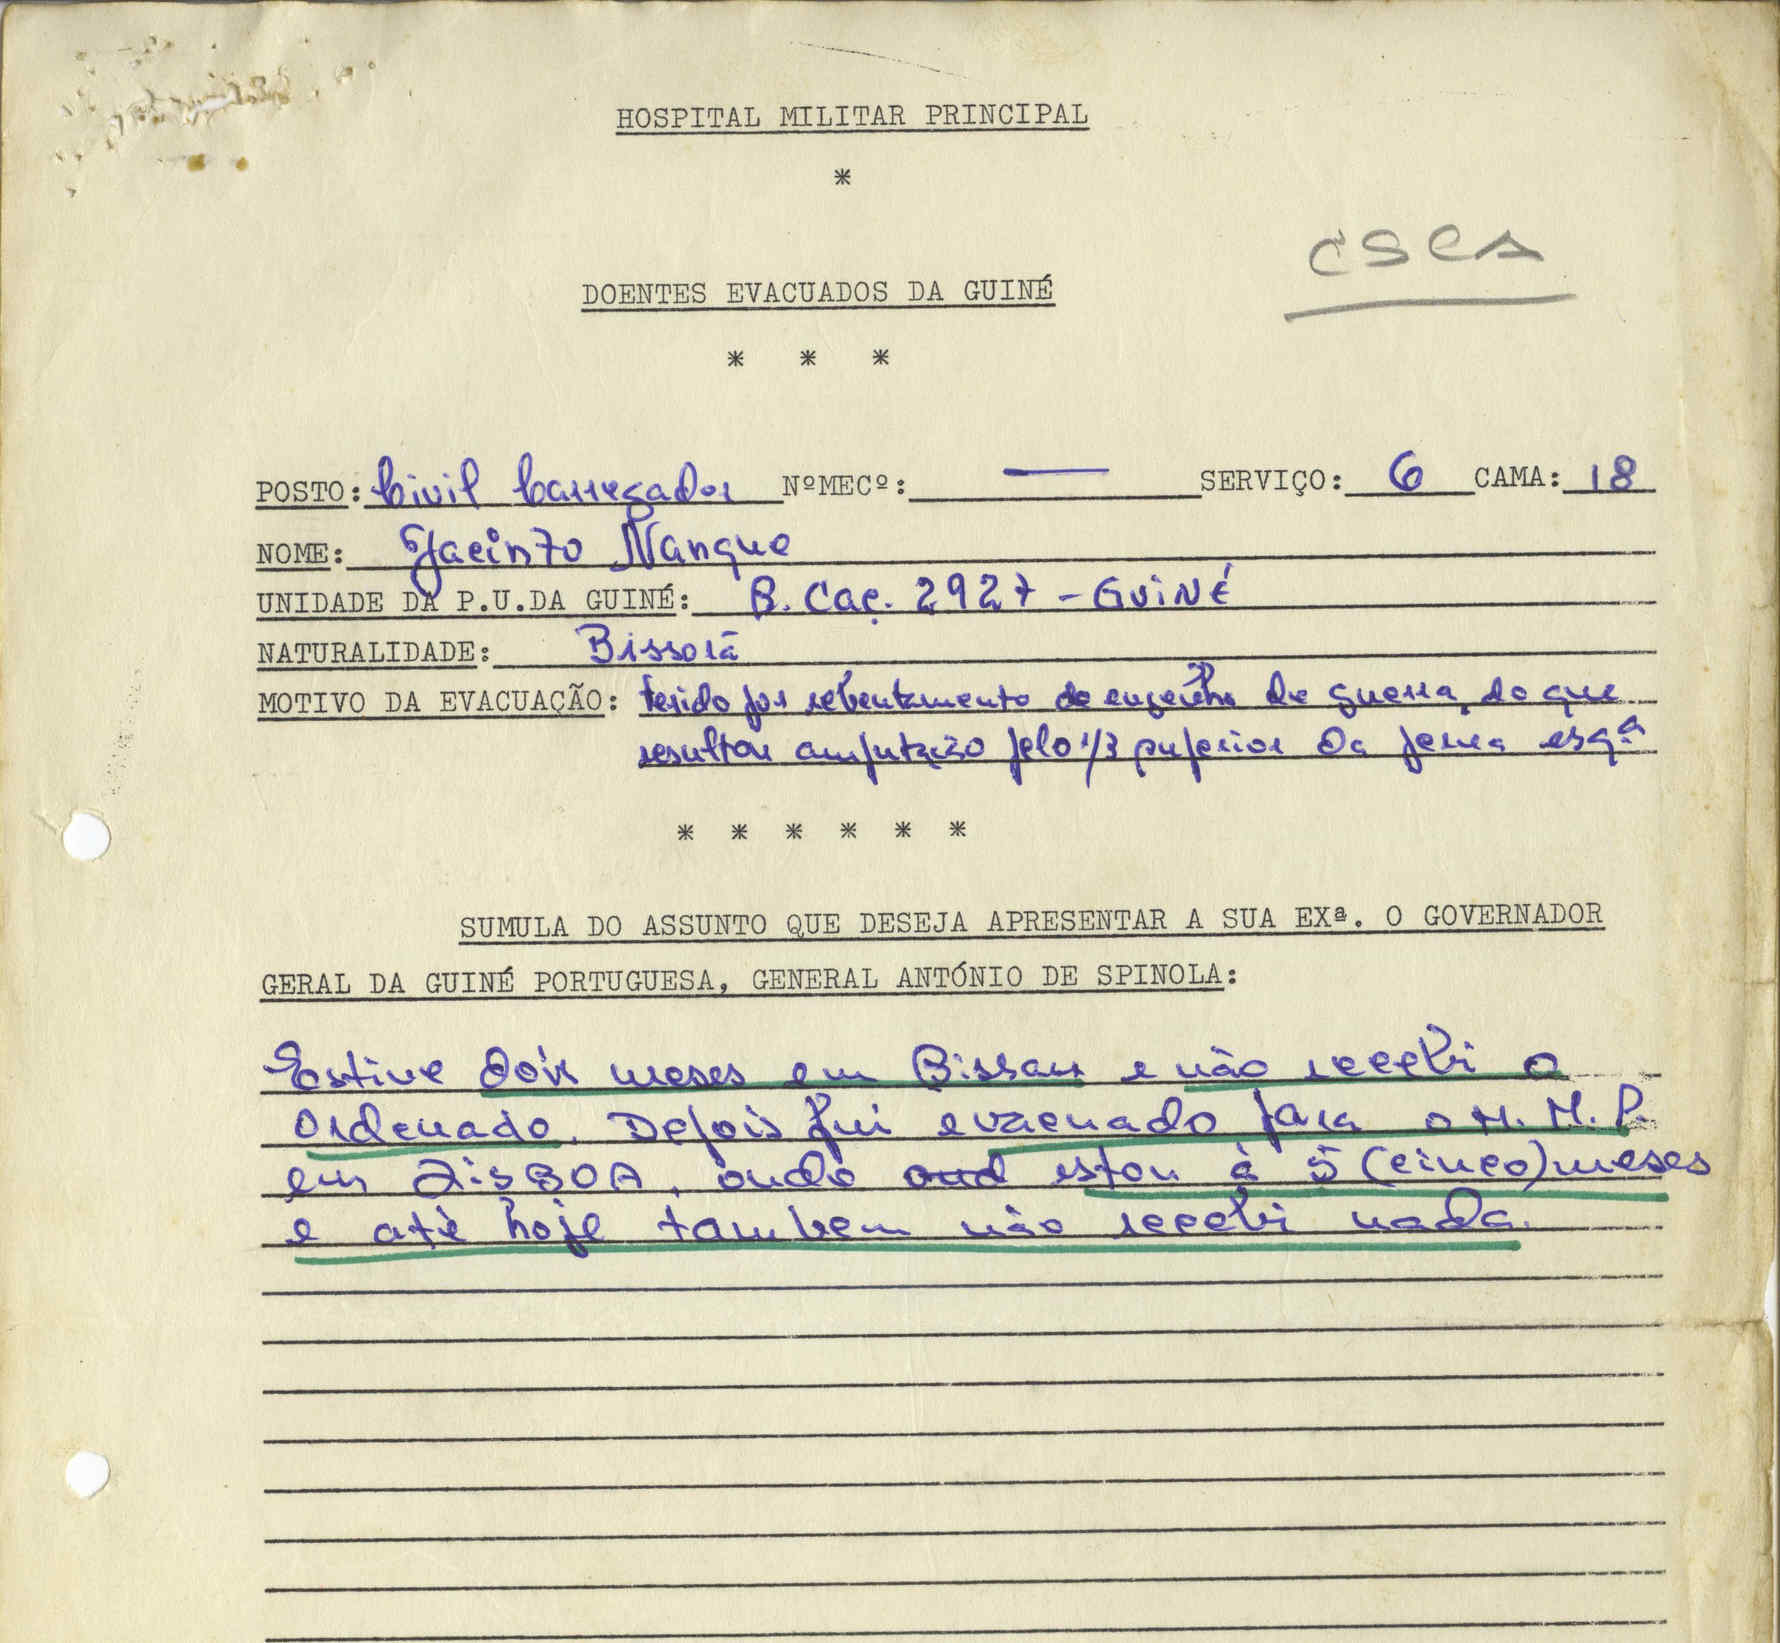 HOSPITAL MILITAR PRINCIPAL
*
CSCA
DOENTES EVACUADOS DA GUINÉ
* * *
POSTO: Civil Carregador NºMECº: — SERVIÇO: 6 CAMA: 18
NOME: Jacinto Nanque
UNIDADE DA P.U.DA GUINÉ: B. Caç. 2927 - GUINÉ
NATURALIDADE: Bissorã
MOTIVO DA EVACUAÇÃO: ferido por rebentamento de engenho de guerra, do que
resultou amputação pelo 1/3 superior da perna esqª
* * * * * *
SUMULA DO ASSUNTO QUE DESEJA APRESENTAR A SUA EXª. O GOVERNADOR
GERAL DA GUINÉ PORTUGUESA, GENERAL ANTÓNIO DE SPINOLA:
Estive dois meses em Bissau e não recebi o
ordenado. Depois fui evacuado para o H. M. P.
em LISBOA, onde estou à 5 (cinco) meses
e até hoje tambem não recebi nada.